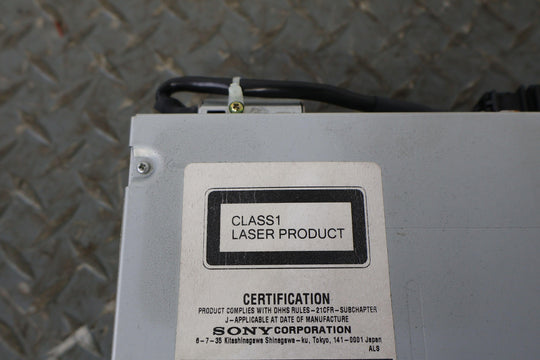 CLASS1
LASER PRODUCT
CERTIFICATION
PRODUCT COMPLIES WITH DHHS RULES-21CFR-SUBCHAPTER
J-APPLICABLE AT DATE OF MANUFACTURE
SONY CORPORATION
6-7-35 Kitashinagawa Shinagawa-ku, Tokyo, 141-0001 Japan
ALS